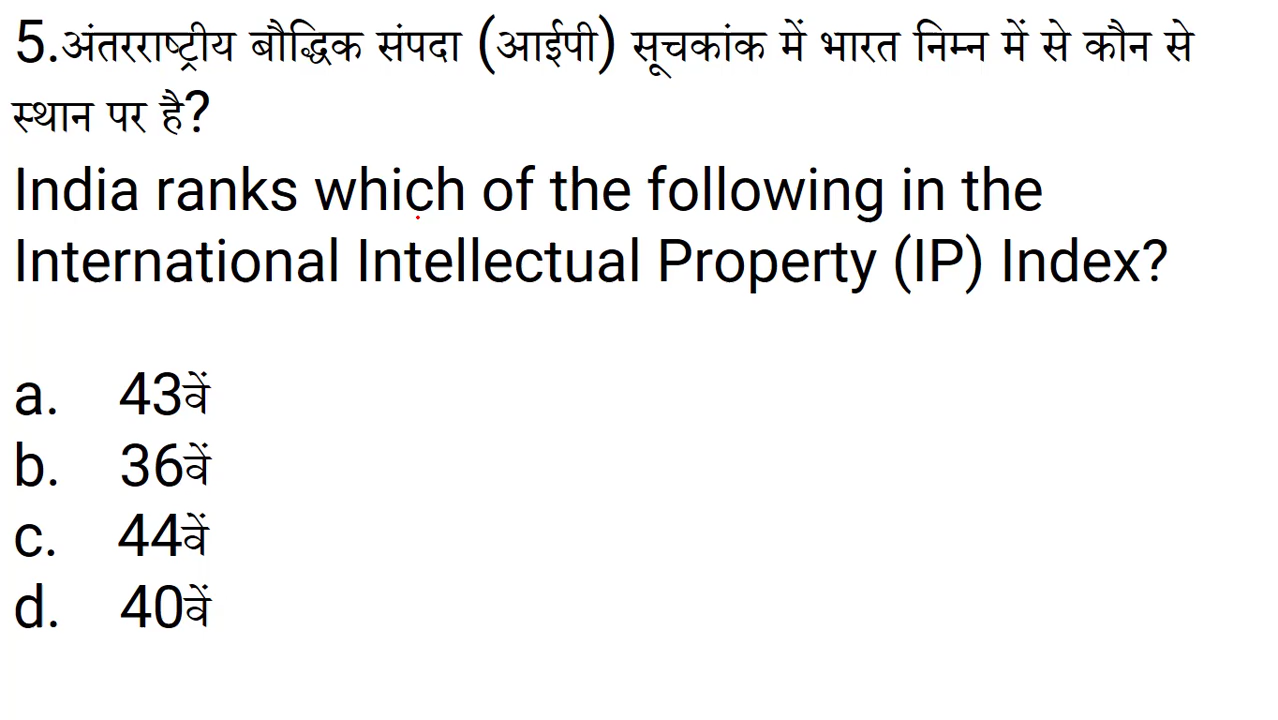 5.अंतरराष्ट्रीय बौद्धिक संपदा (आईपी) सूचकांक में भारत निम्न में से कौन से
स्थान पर है?
India ranks which of the following in the
International Intellectual Property (IP) Index?
a. 43वें
b. 36वें
c. 44वें
d. 40वें